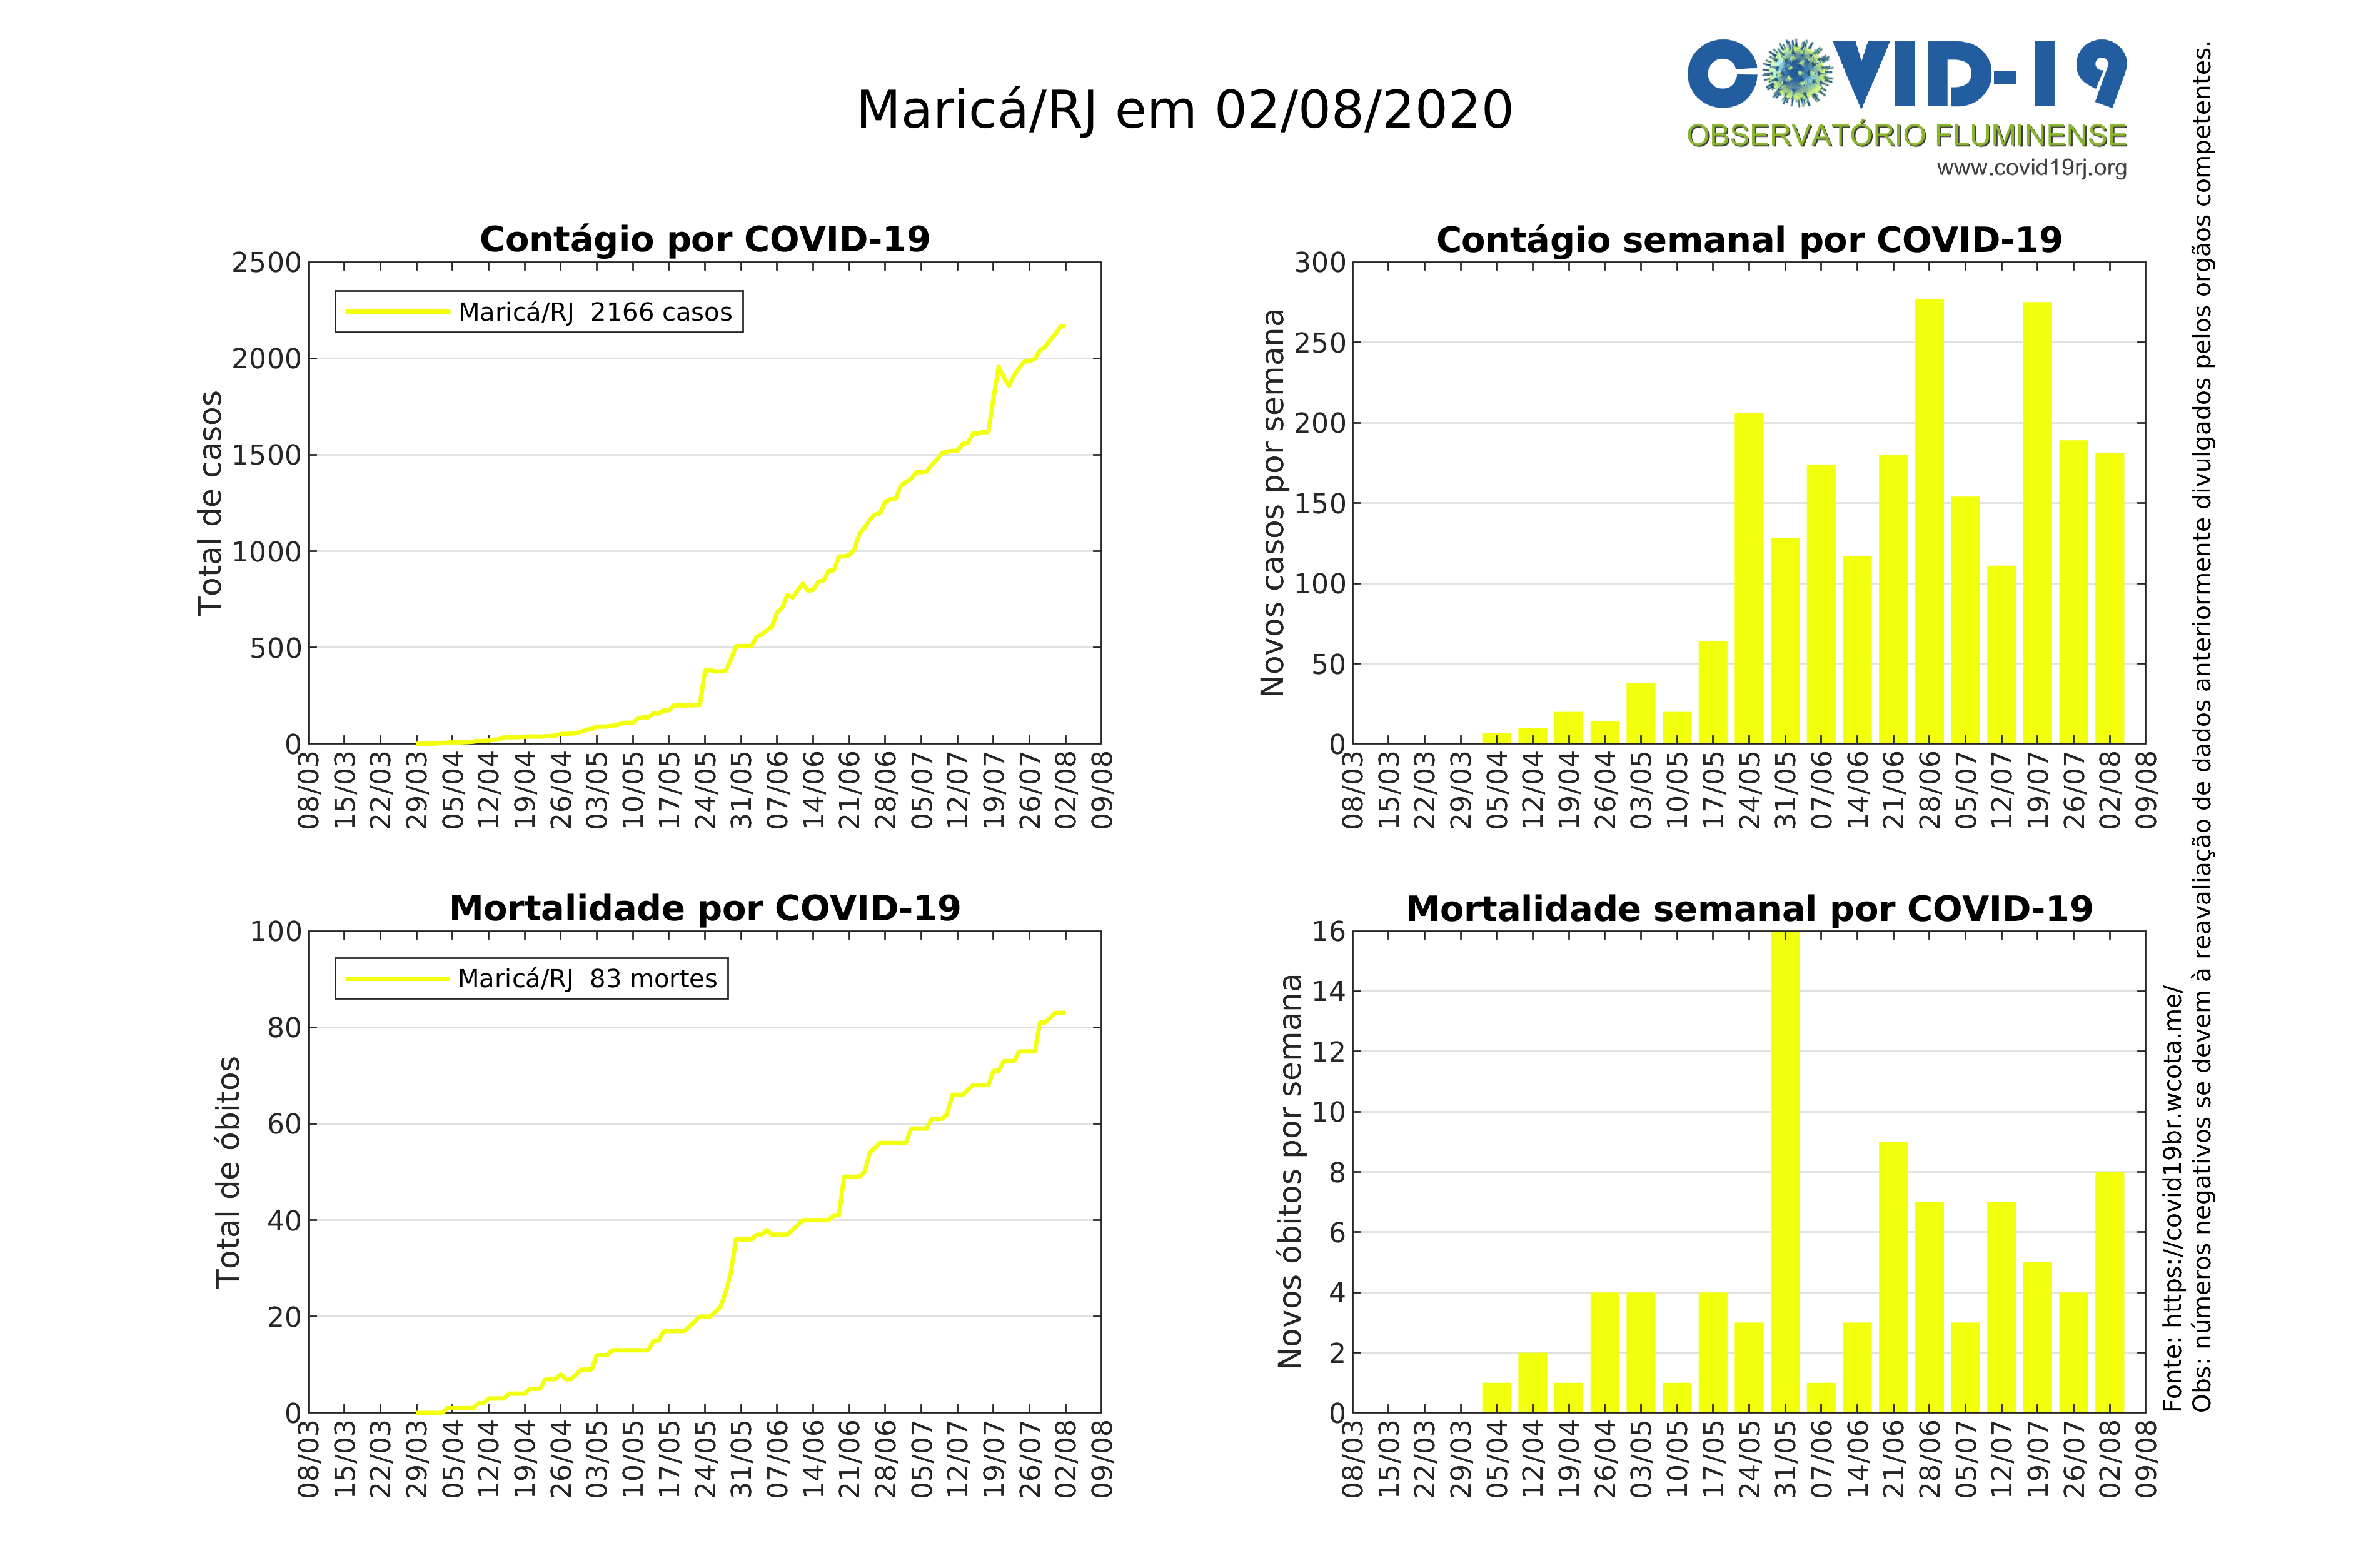 Maricá/RJ em 02/08/2020
COVID-19
OBSERVATÓRIO FLUMINENSE
www.covid19rj.org
Contágio por COVID-19
Total de casos
2500
2000
1500
1000
500
0
Maricá/RJ 2166 casos
08/03 15/03 22/03 29/03 05/04 12/04 19/04 26/04 03/05 10/05 17/05 24/05 31/05 07/06 14/06 21/06 28/06 05/07 12/07 19/07 26/07 02/08 09/08
Contágio semanal por COVID-19
Novos casos por semana
300
250
200
150
100
50
0
08/03 15/03 22/03 29/03 05/04 12/04 19/04 26/04 03/05 10/05 17/05 24/05 31/05 07/06 14/06 21/06 28/06 05/07 12/07 19/07 26/07 02/08 09/08
Mortalidade por COVID-19
Total de óbitos
100
80
60
40
20
0
Maricá/RJ 83 mortes
08/03 15/03 22/03 29/03 05/04 12/04 19/04 26/04 03/05 10/05 17/05 24/05 31/05 07/06 14/06 21/06 28/06 05/07 12/07 19/07 26/07 02/08 09/08
Mortalidade semanal por COVID-19
Novos óbitos por semana
16
14
12
10
8
6
4
2
0
08/03 15/03 22/03 29/03 05/04 12/04 19/04 26/04 03/05 10/05 17/05 24/05 31/05 07/06 14/06 21/06 28/06 05/07 12/07 19/07 26/07 02/08 09/08
Fonte: https://covid19br.wcota.me/
Obs: números negativos se devem à reavaliação de dados anteriormente divulgados pelos orgãos competentes.